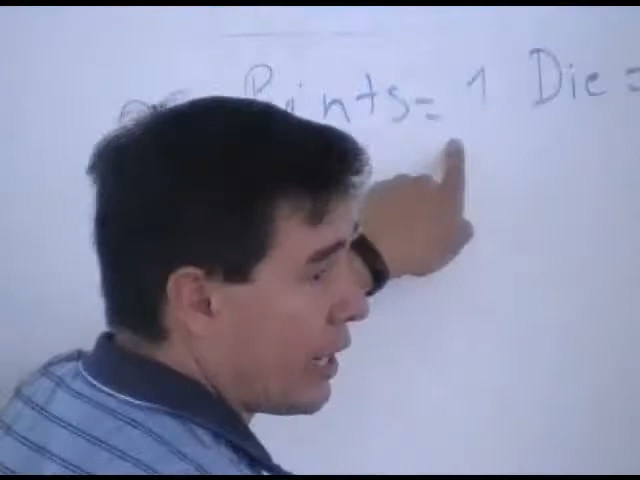 Points = 1 Die =